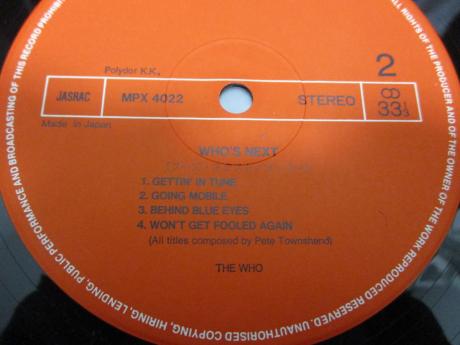 Polydor K.K.,
JASRAC MPX 4022 STEREO 33 1/3
2
Made in Japan
WHO'S NEXT
1. GETTIN' IN TUNE
2. GOING MOBILE
3. BEHIND BLUE EYES
4. WON'T GET FOOLED AGAIN
(All titles composed by Pete Townshend)
THE WHO
ALL RIGHTS OF THE PRODUCER AND OF THE OWNER OF THE WORK REPRODUCED RESERVED. UNAUTHORISED COPYING, HIRING, LENDING, PUBLIC PERFORMANCE AND BROADCASTING OF THIS RECORD PROHIBITED